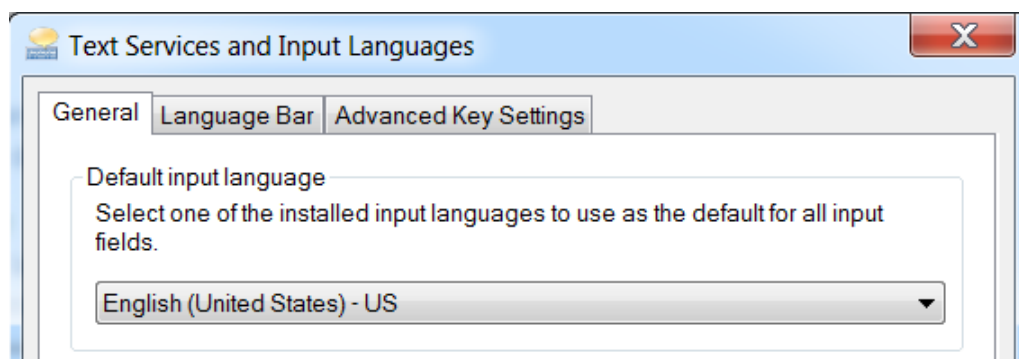 Text Services and Input Languages
General
Language Bar
Advanced Key Settings
Default input language
Select one of the installed input languages to use as the default for all input
fields.
English (United States) - US